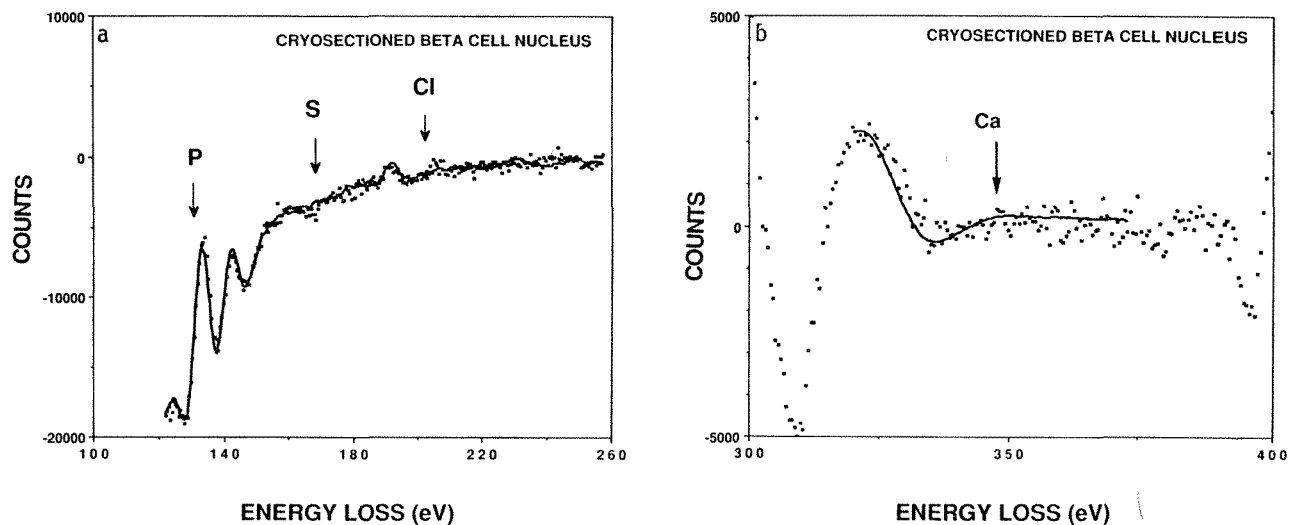 a
CRYOSECTIONED BETA CELL NUCLEUS
10000
0
-10000
-20000
COUNTS
P
S
Cl
100
140
180
220
260
ENERGY LOSS (eV)
b
CRYOSECTIONED BETA CELL NUCLEUS
5000
0
-5000
COUNTS
Ca
300
350
400
ENERGY LOSS (eV)